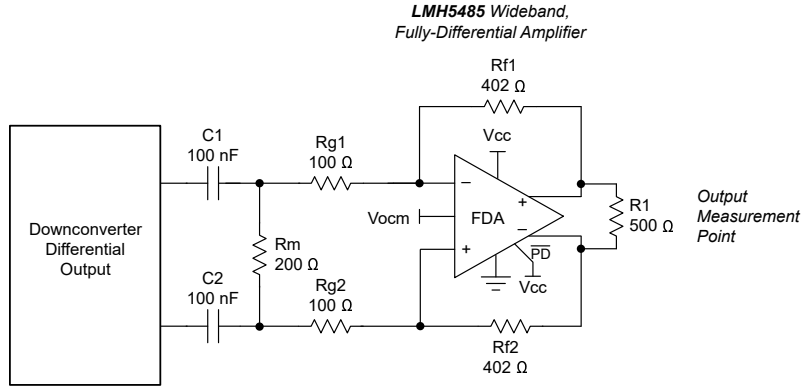 LMH5485 Wideband,
Fully-Differential Amplifier
Rf1
402 Ω
C1
100 nF
Rg1
100 Ω
Vcc
Downconverter
Differential
Output
Rm
200 Ω
Vocm
−
+
FDA
+
−
PD
Vcc
R1
500 Ω
Output
Measurement
Point
C2
100 nF
Rg2
100 Ω
Rf2
402 Ω